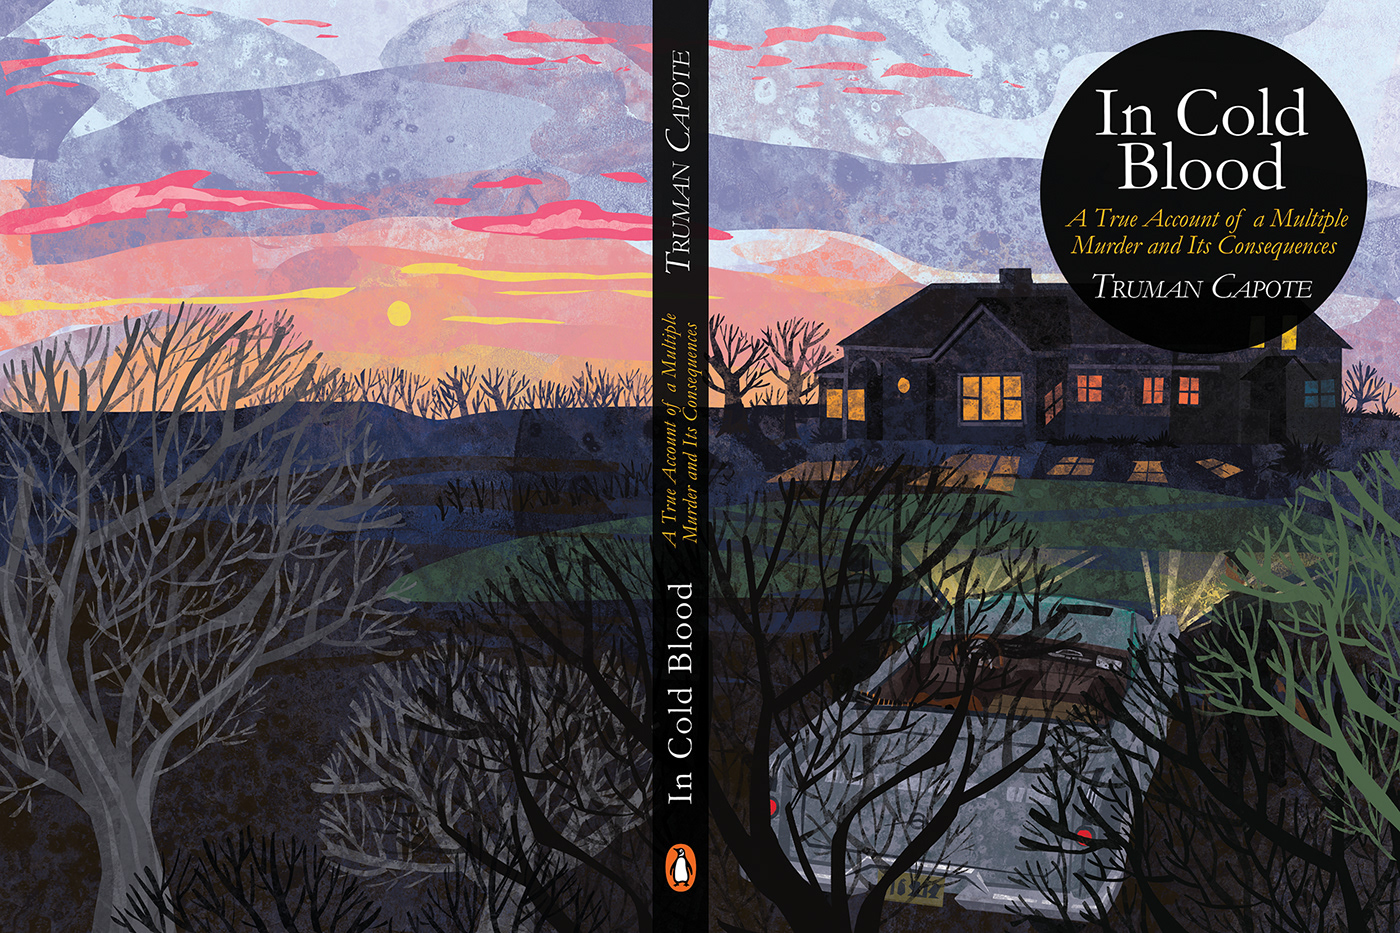 TRUMAN CAPOTE
A True Account of a Multiple
Murder and Its Consequences
In Cold Blood
In Cold
Blood
A True Account of a Multiple
Murder and Its Consequences
TRUMAN CAPOTE